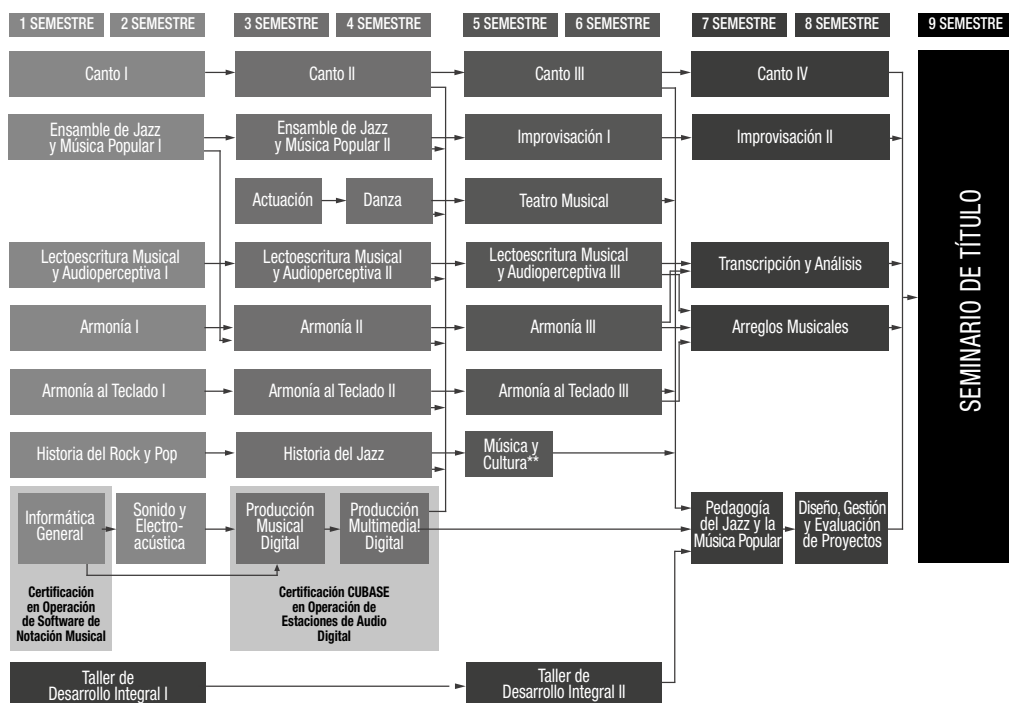 1 SEMESTRE
2 SEMESTRE
3 SEMESTRE
4 SEMESTRE
5 SEMESTRE
6 SEMESTRE
7 SEMESTRE
8 SEMESTRE
9 SEMESTRE
Canto I
Canto II
Canto III
Canto IV
Ensamble de Jazz
y Música Popular I
Ensamble de Jazz
y Música Popular II
Improvisación I
Improvisación II
Actuación
Danza
Teatro Musical
Lectoescritura Musical
y Audioperceptiva I
Lectoescritura Musical
y Audioperceptiva II
Lectoescritura Musical
y Audioperceptiva III
Transcripción y Análisis
Armonía I
Armonía II
Armonía III
Arreglos Musicales
Armonía al Teclado I
Armonía al Teclado II
Armonía al Teclado III
Historia del Rock y Pop
Historia del Jazz
Música y
Cultura**
Informática
General
Sonido y
Electro-
acústica
Producción
Musical
Digital
Producción
Multimedia!
Digital
Pedagogía
del Jazz y la
Música Popular
Diseño, Gestión
y Evaluación
de Proyectos
Certificación
en Operación
de Software de
Notación Musical
Certificación CUBASE
en Operación de
Estaciones de Audio
Digital
Taller de
Desarrollo Integral I
Taller de
Desarrollo Integral II
SEMINARIO DE TÍTULO